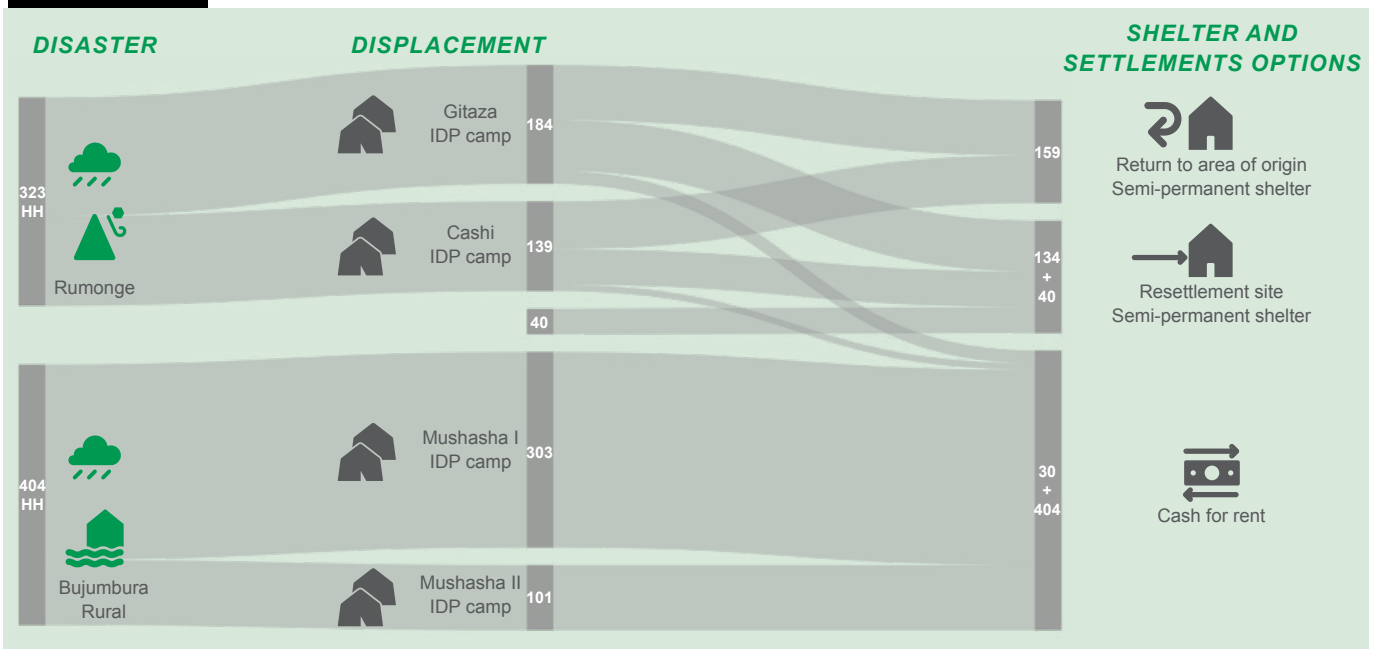 DISASTER
DISPLACEMENT
SHELTER AND
SETTLEMENTS OPTIONS
323
HH
Rumonge
Gitaza
IDP camp
184
Cashi
IDP camp
139
40
404
HH
Bujumbura
Rural
Mushasha I
IDP camp
303
Mushasha II
IDP camp
101
159
Return to area of origin
Semi-permanent shelter
134
+
40
Resettlement site
Semi-permanent shelter
30
+
404
Cash for rent